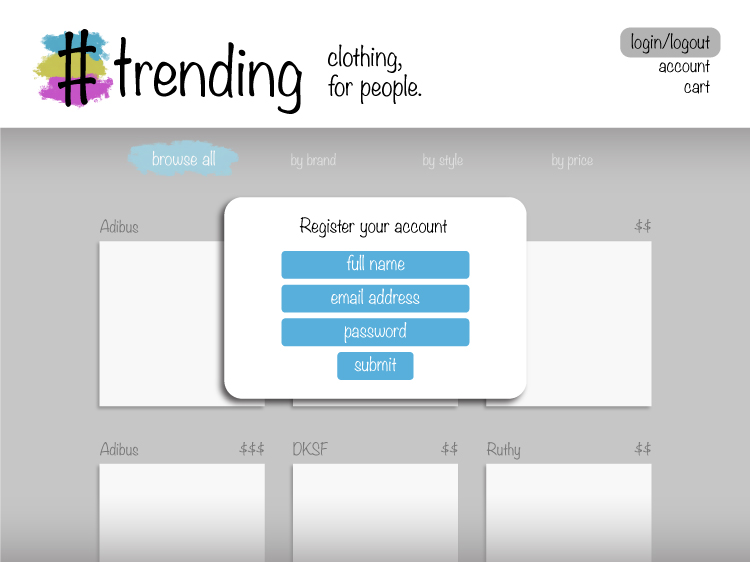 #trending
clothing,
for people.
login/logout
account
cart
browse all
by brand
by style
by price
Adibus
$$
Register your account
full name
email address
password
submit
Adibus
$$$
DKSF
$$
Ruthy
$$